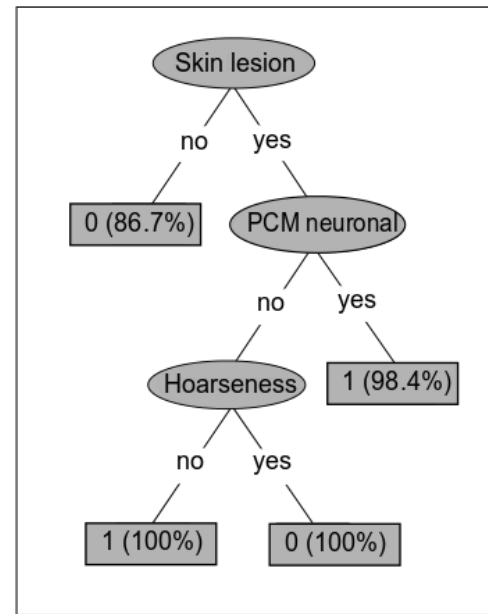 Skin lesion
no
yes
0 (86.7%)
PCM neuronal
no
yes
Hoarseness
1 (98.4%)
no
yes
1 (100%)
0 (100%)